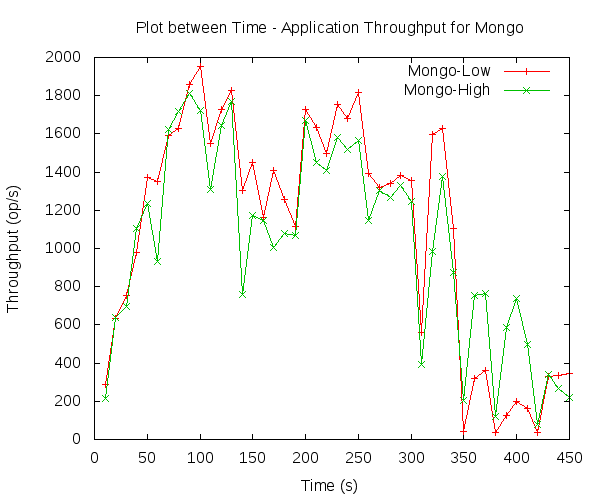 Plot between Time - Application Throughput for Mongo
Mongo-Low
Mongo-High
Throughput (op/s)
2000
1800
1600
1400
1200
1000
800
600
400
200
0
0 50 100 150 200 250 300 350 400 450
Time (s)